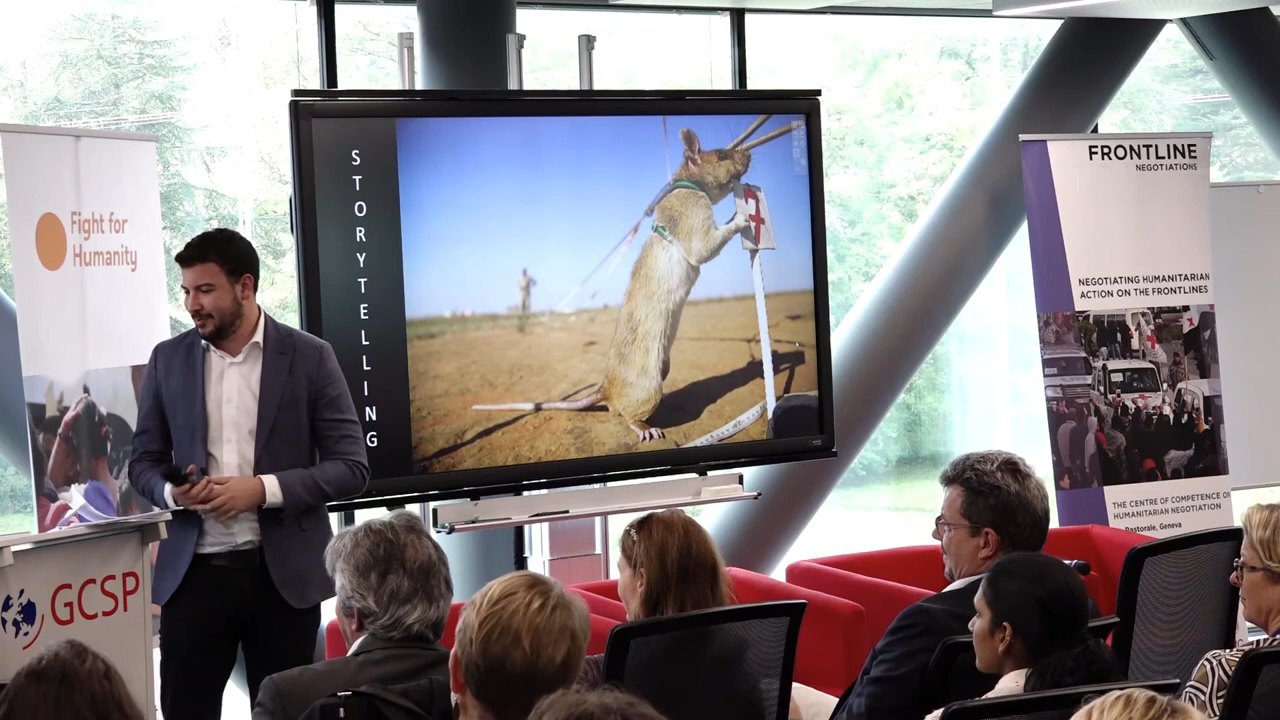 Fight for
Humanity
STORYTELLING
7
FRONTLINE
NEGOTIATIONS
NEGOTIATING HUMANITARIAN
ACTION ON THE FRONTLINES
THE CENTRE OF COMPETENCE
HUMANITARIAN NEGOTIATION
Pastorale, Geneva
GCSP